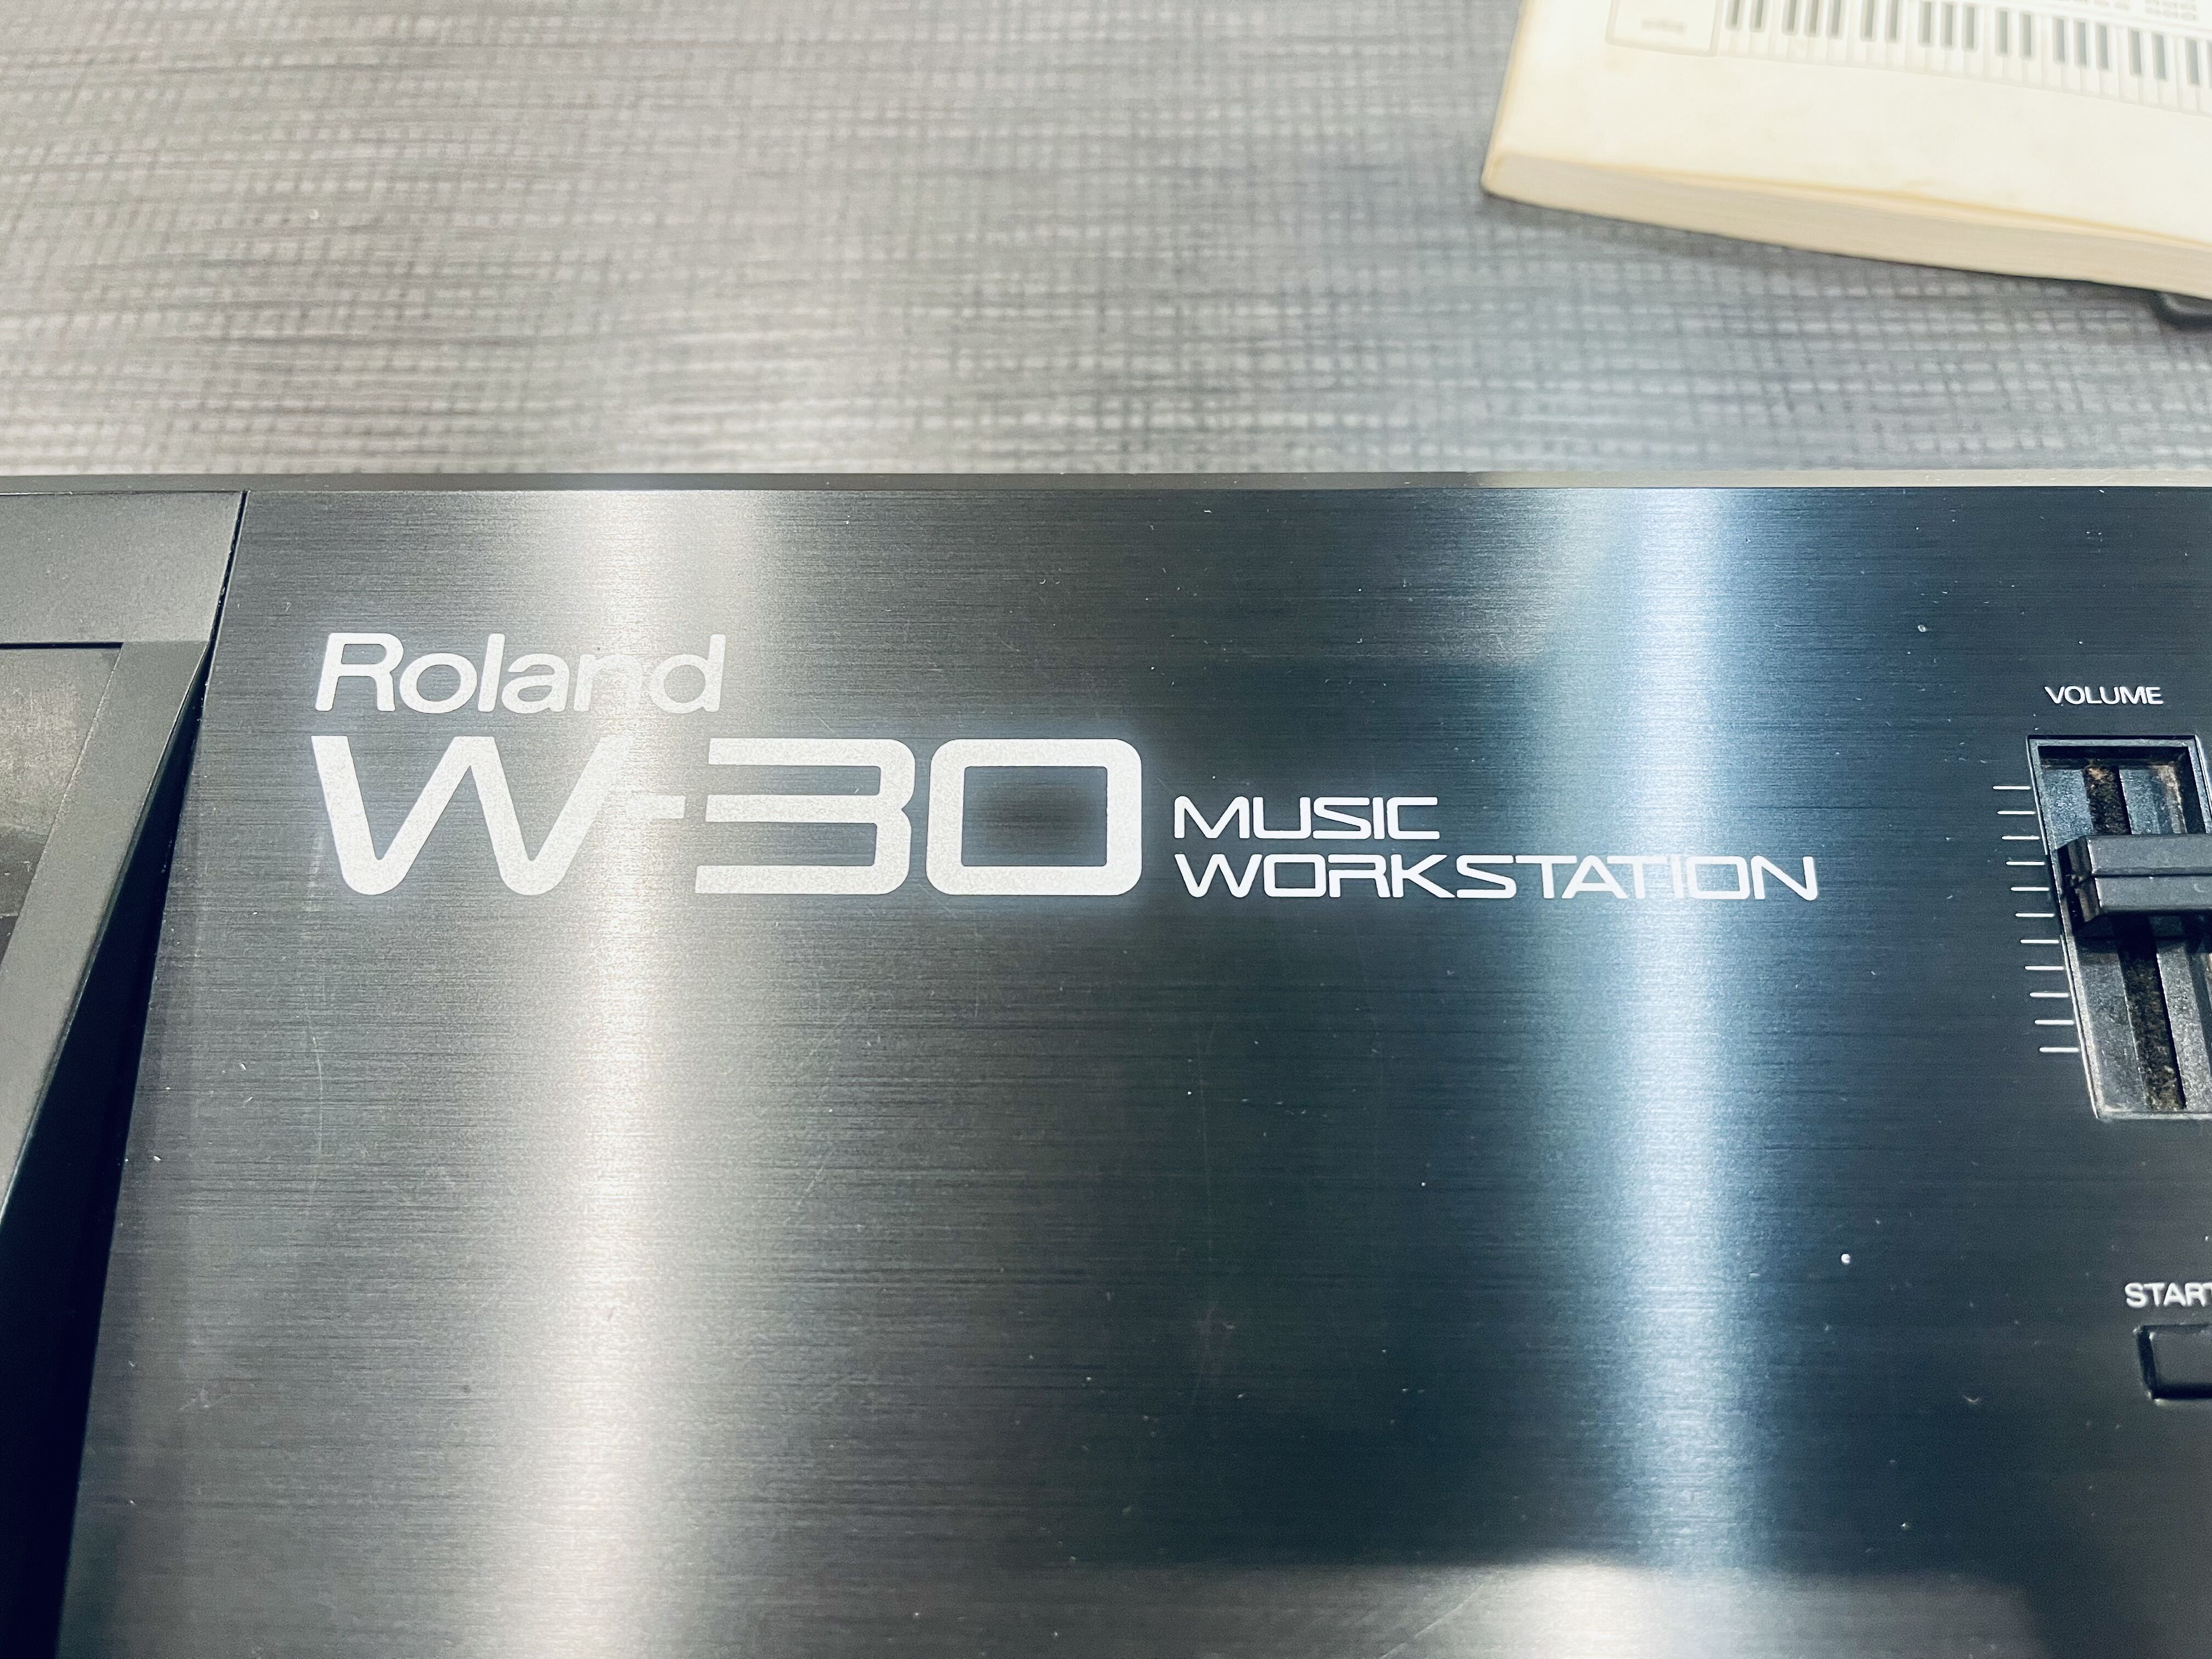 Roland
W-30 MUSIC
WORKSTATION
VOLUME
START